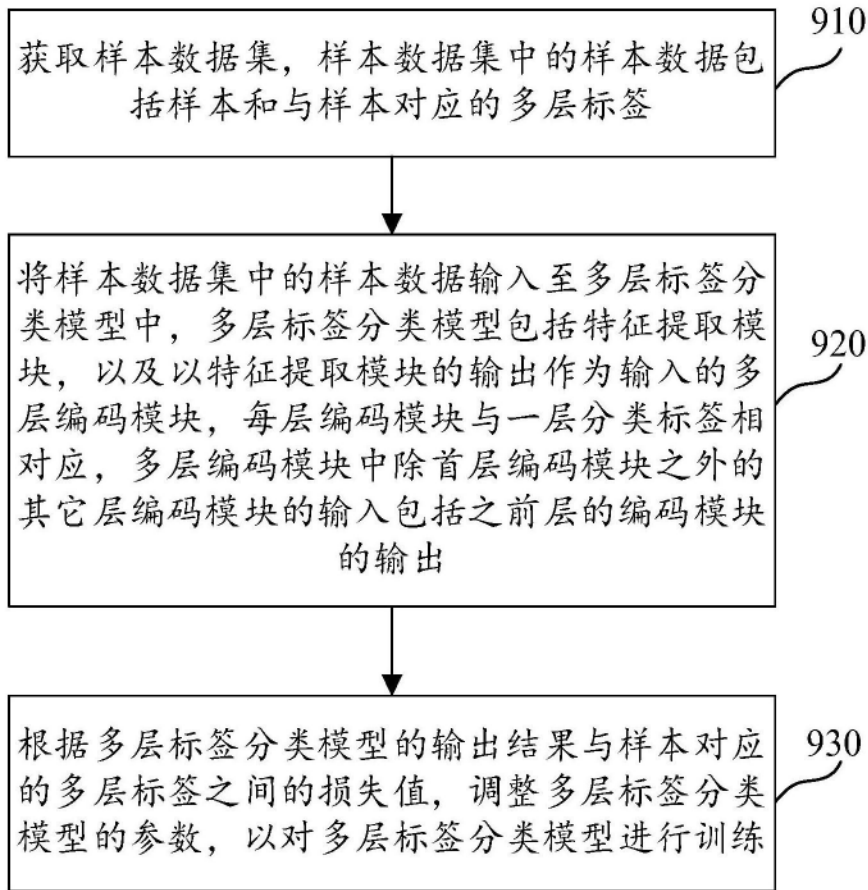 910
获取样本数据集，样本数据集中的样本数据包
括样本和与样本对应的多层标签
920
将样本数据集中的样本数据输入至多层标签分
类模型中，多层标签分类模型包括特征提取模
块，以及以特征提取模块的输出作为输入的多
层编码模块，每层编码模块与一层分类标签相
对应，多层编码模块中除首层编码模块之外的
其它层编码模块的输入包括之前层的编码模块
的输出
930
根据多层标签分类模型的输出结果与样本对应
的多层标签之间的损失值，调整多层标签分类
模型的参数，以对多层标签分类模型进行训练